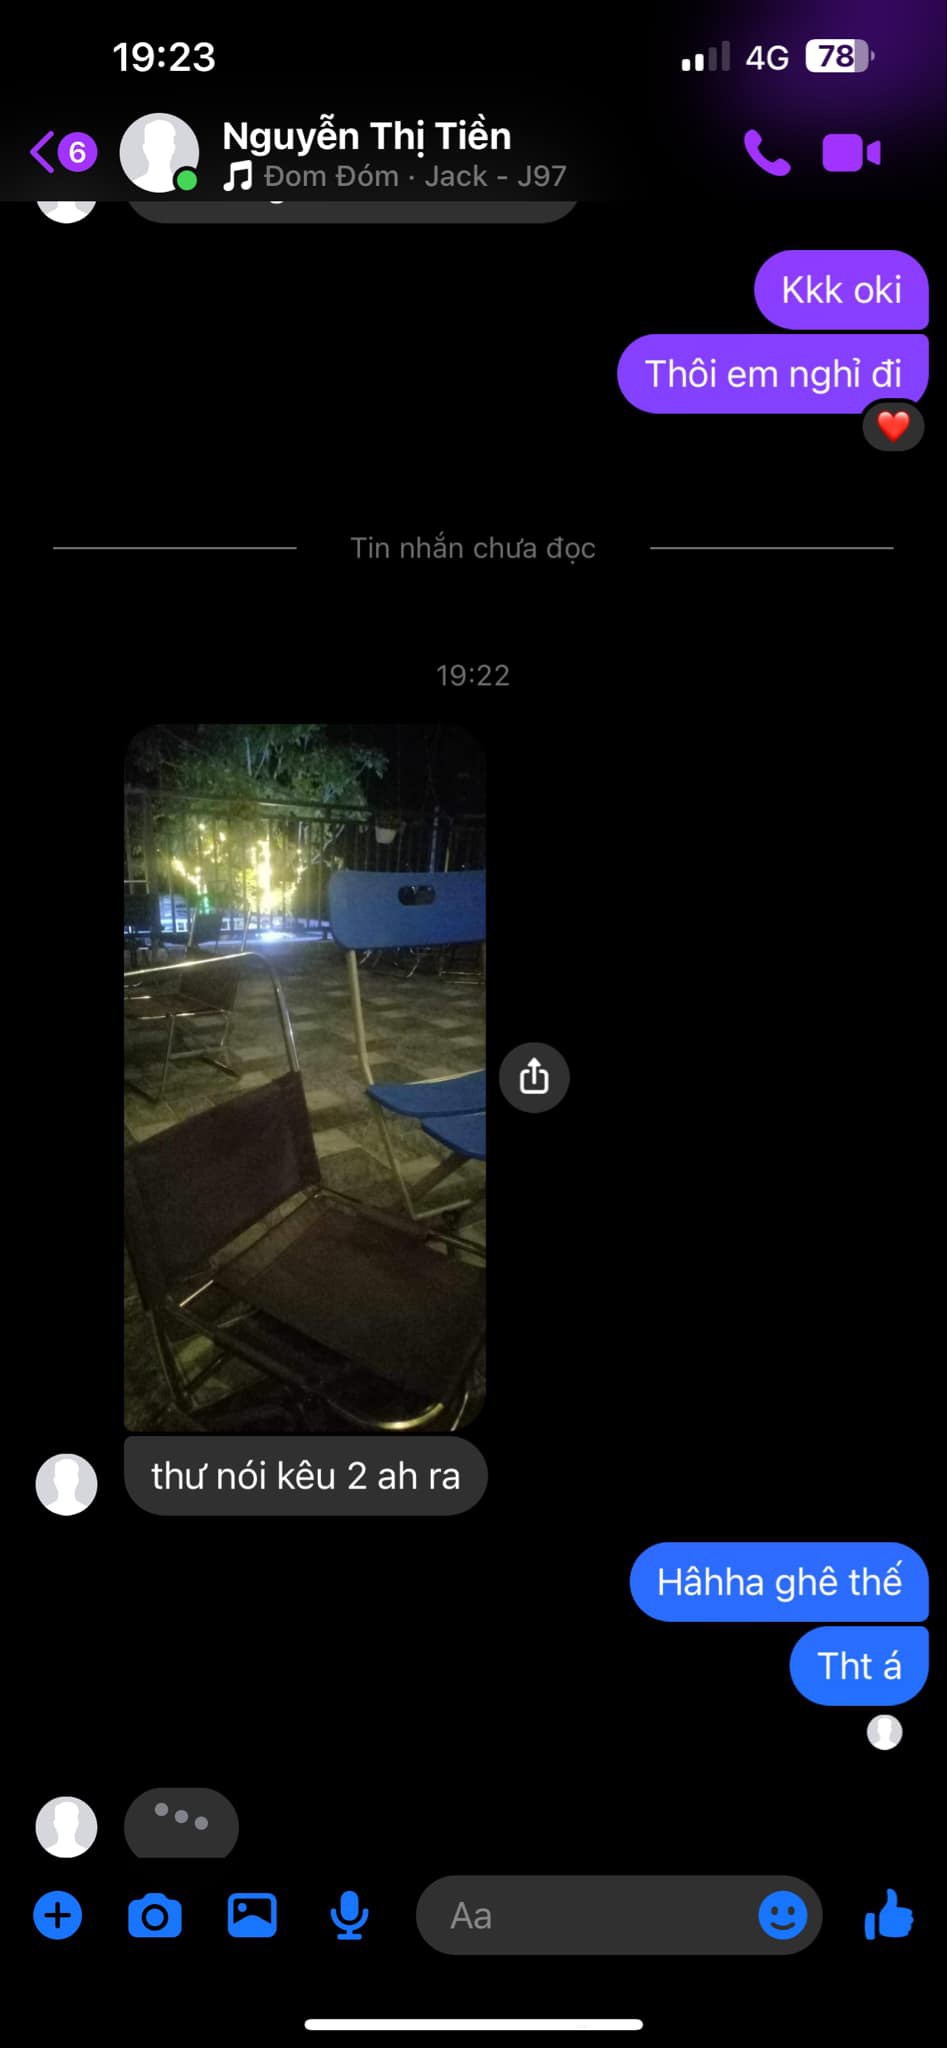 19:23
4G 78
6
Nguyễn Thị Tiền
Đom Đóm · Jack - J97
Kkk oki
Thôi em nghỉ đi
Tin nhắn chưa đọc
19:22
thư nói kêu 2 ah ra
Hâhha ghê thế
Tht á
Aa